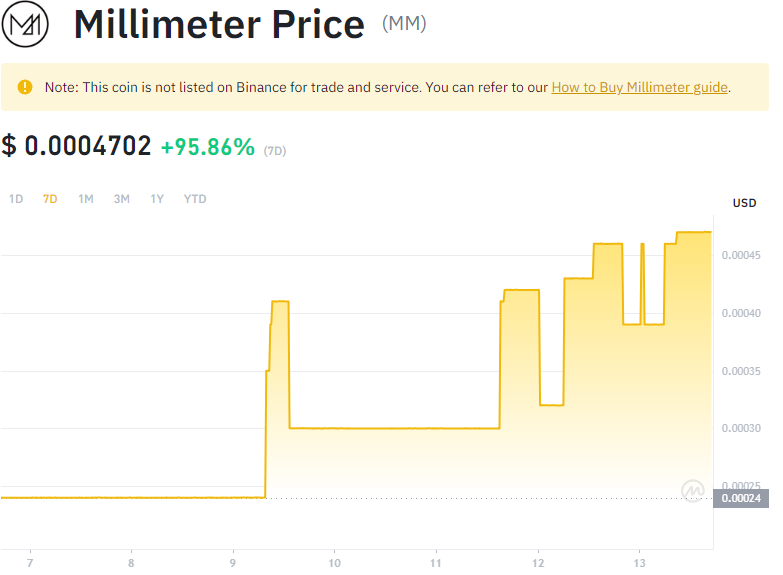 Millimeter Price (MM)
Note: This coin is not listed on Binance for trade and service. You can refer to our How to Buy Millimeter guide.
$ 0.0004702 +95.86% (7D)
1D 7D 1M 3M 1Y YTD
USD
0.00045
0.00040
0.00035
0.00030
0.00025
0.00024
7 8 9 10 11 12 13